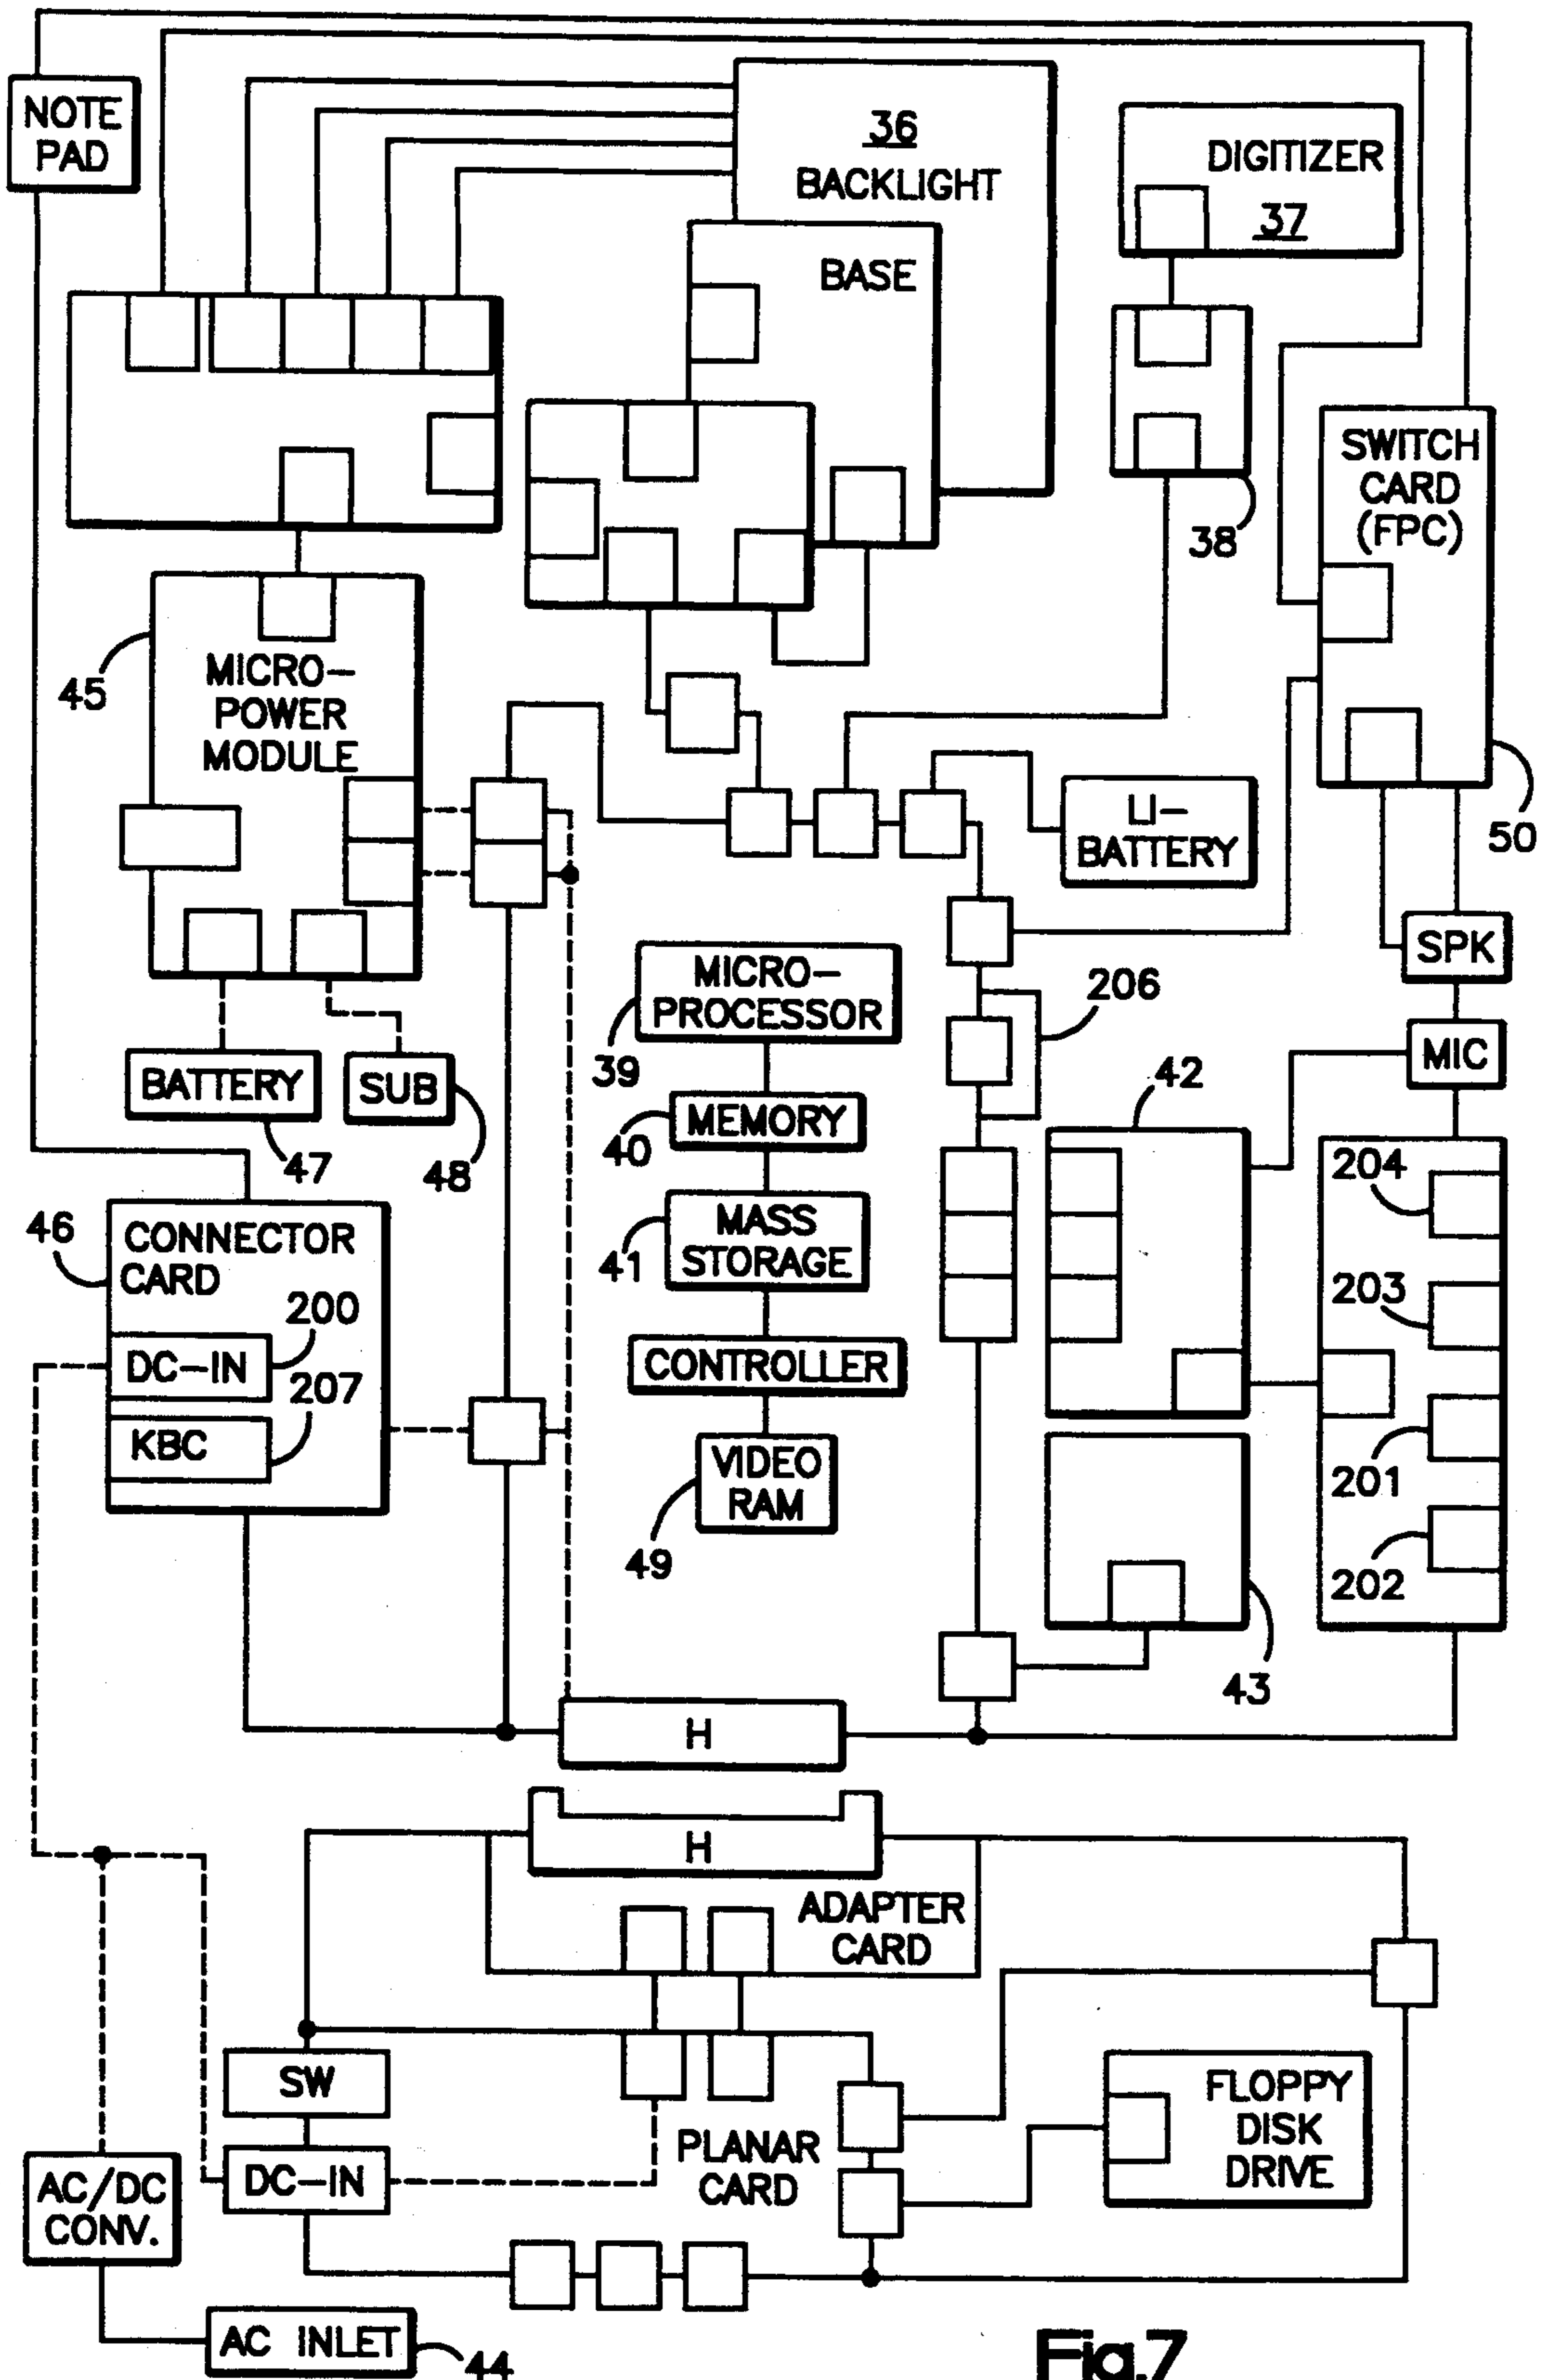 NOTE
PAD
36
BACKLIGHT
DIGITIZER
37
BASE
SWITCH
CARD
(FPC)
38
45
MICRO-
POWER
MODULE
50
LI-
BATTERY
SPK
MICRO-
PROCESSOR
39
206
MIC
42
BATTERY
SUB
47
48
MEMORY
40
204
46
CONNECTOR
CARD
MASS
STORAGE
41
203
200
DC-IN
CONTROLLER
207
KBC
VIDEO
RAM
49
201
202
43
H
H
ADAPTER
CARD
SW
FLOPPY
DISK
DRIVE
PLANAR
CARD
DC-IN
AC/DC
CONV.
AC INLET
44
Fig.7